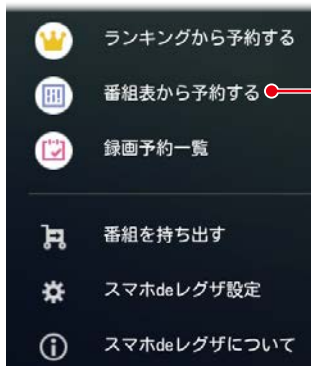 ランキングから予約する
番組表から予約する
録画予約一覧
番組を持ち出す
スマホdeレグザ設定
スマホdeレグザについて